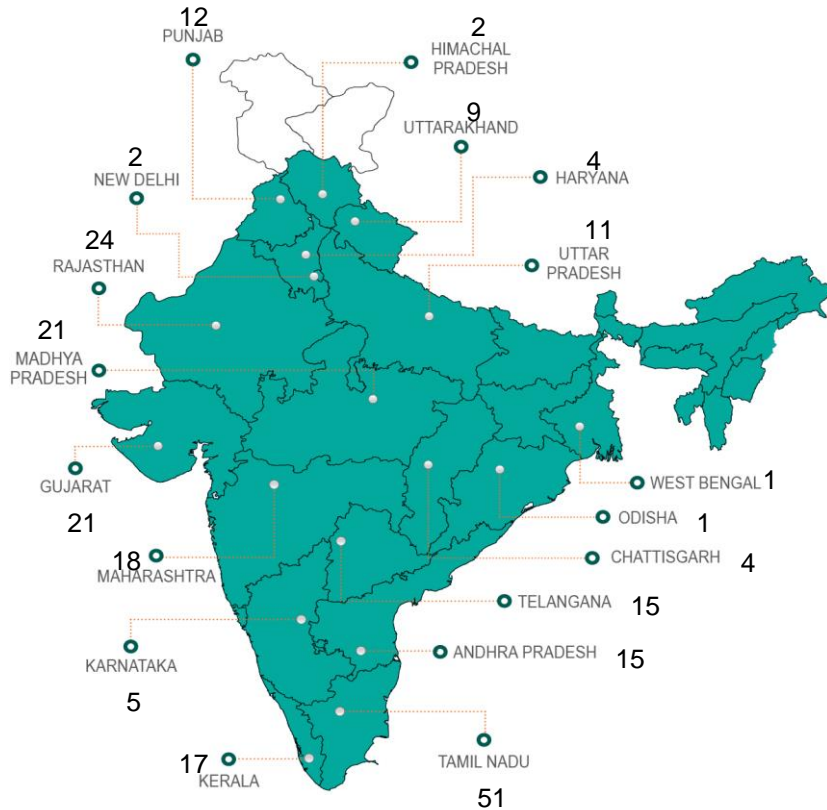 12
PUNJAB
2
HIMACHAL
PRADESH
9
UTTARAKHAND
4
HARYANA
2
NEW DELHI
11
UTTAR
PRADESH
24
RAJASTHAN
21
MADHYA
PRADESH
GUJARAT
21
WEST BENGAL 1
ODISHA 1
CHATTISGARH 4
18
MAHARASHTRA
TELANGANA 15
ANDHRA PRADESH 15
KARNATAKA
5
17
KERALA
TAMIL NADU
51